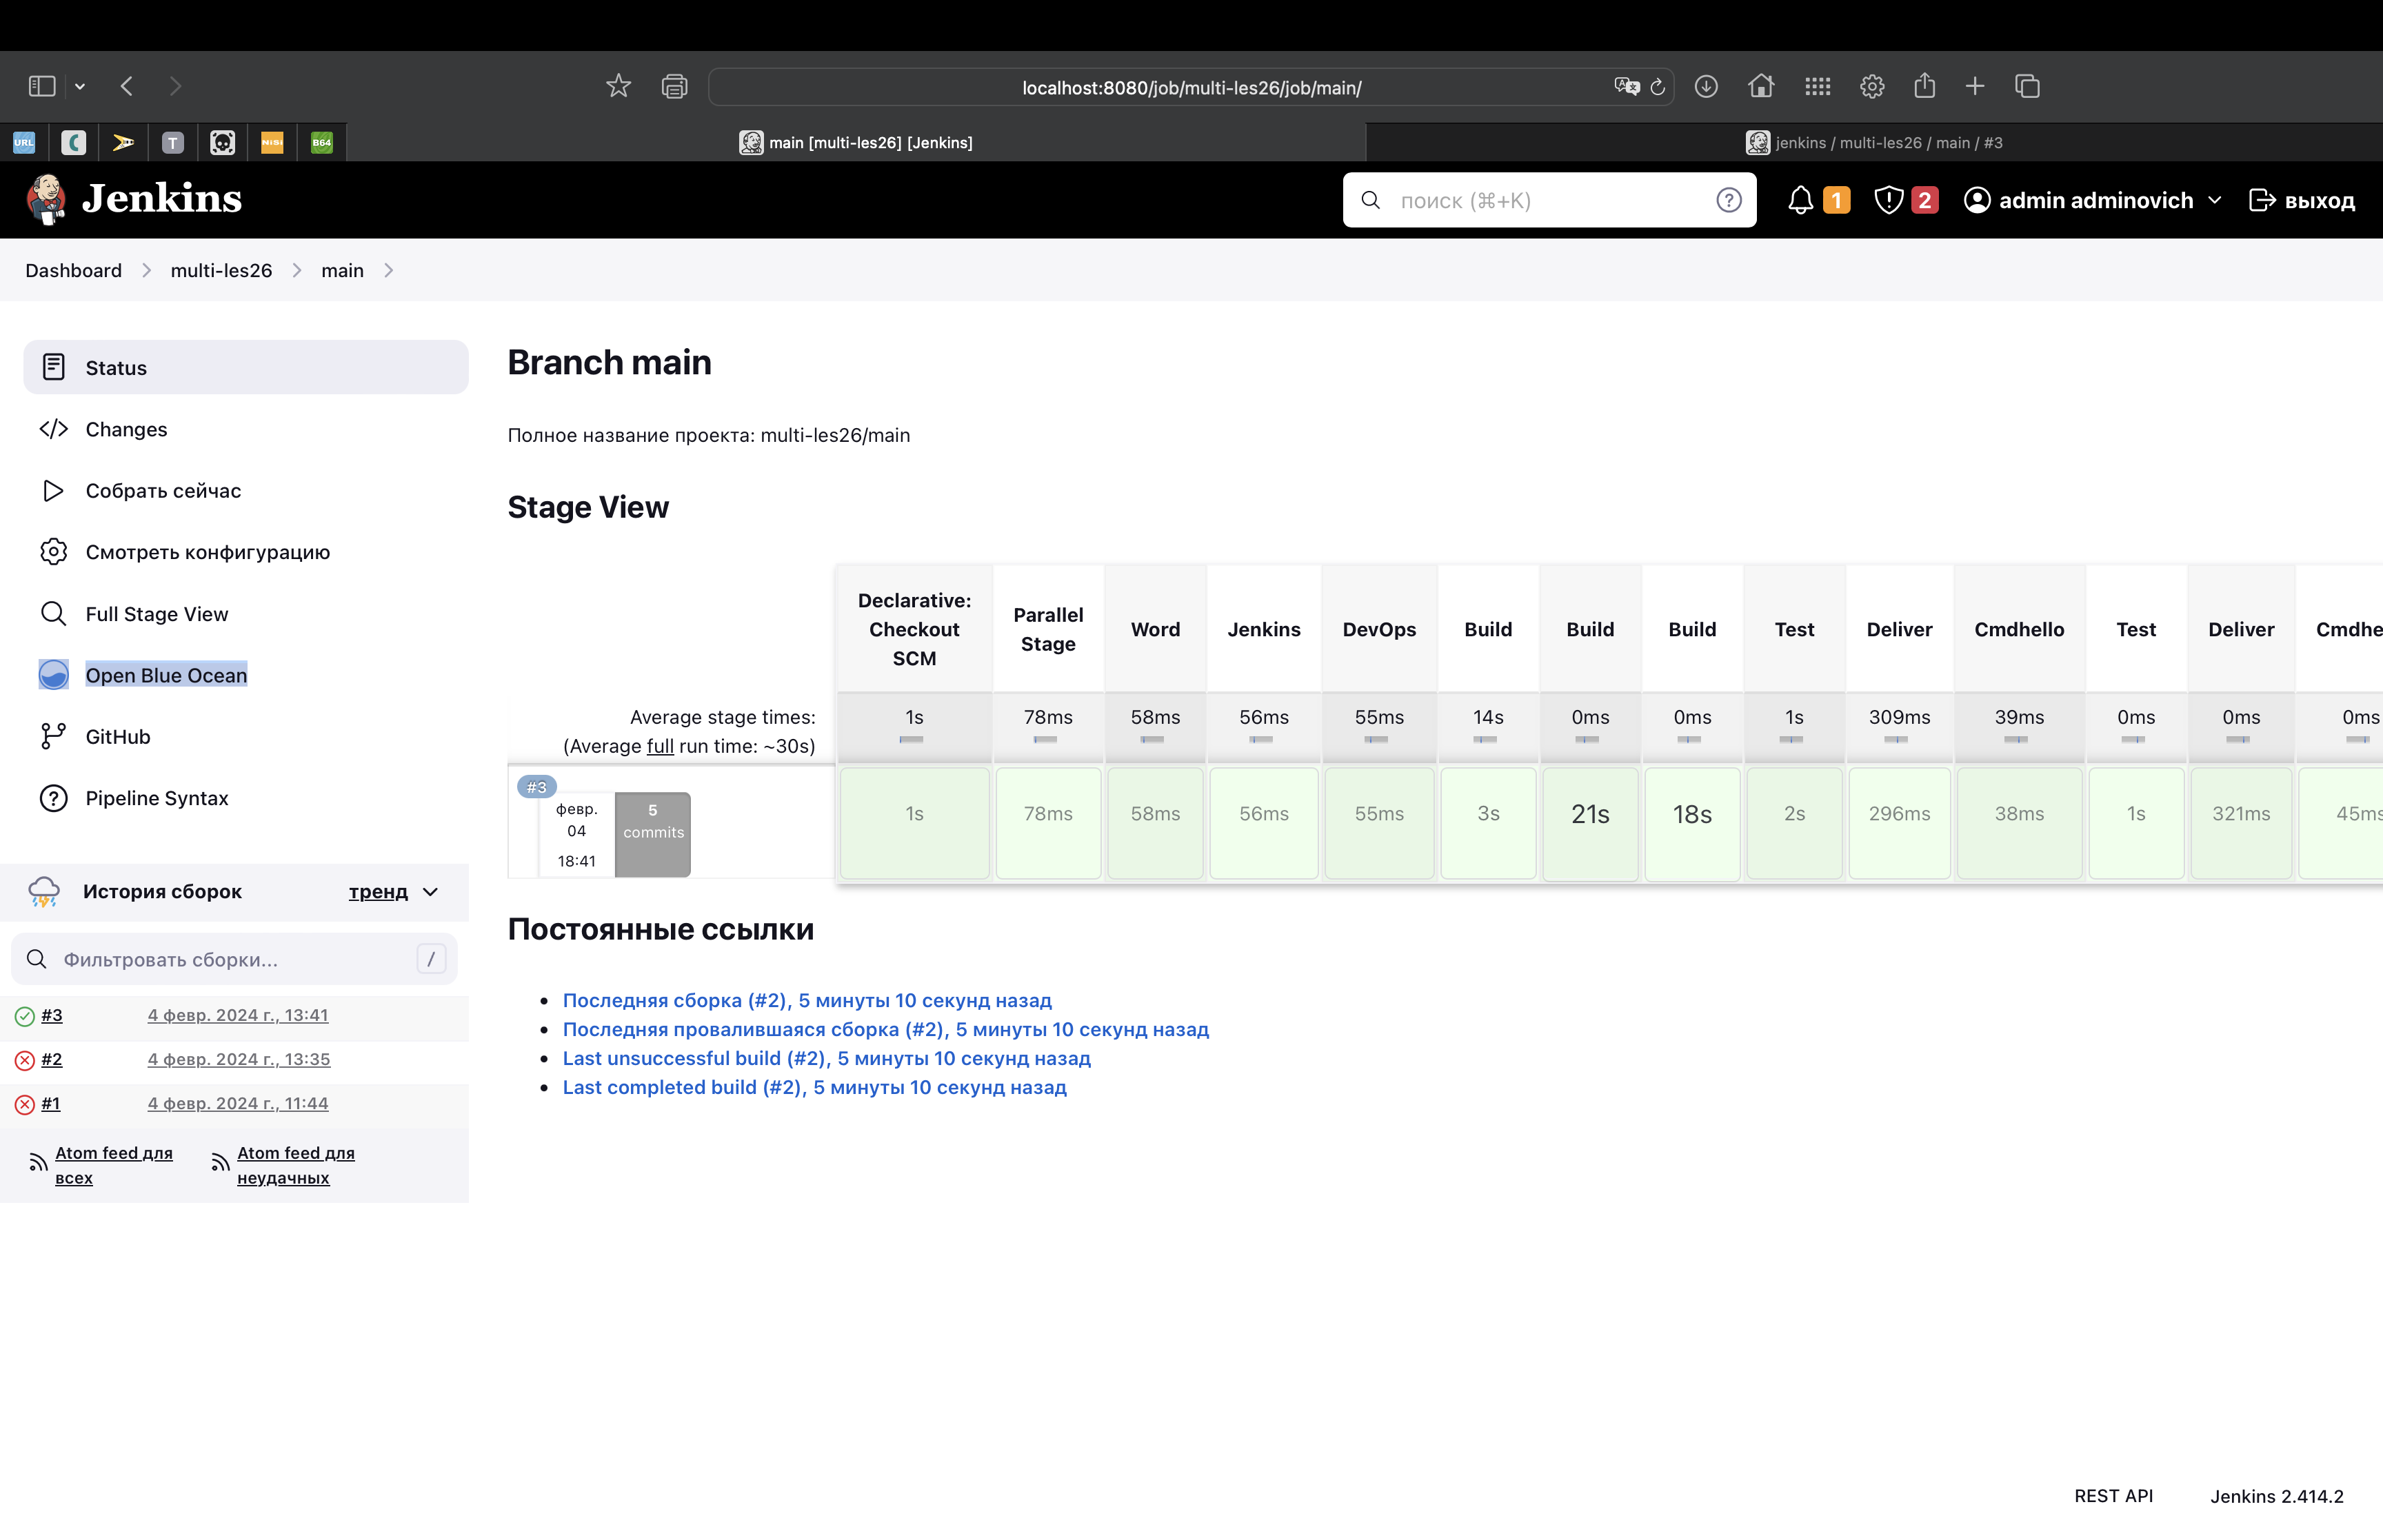 localhost:8080/job/multi-les26/job/main/
URL
T
NiSi
B64
main [multi-les26] [Jenkins]
jenkins / multi-les26 / main / #3
Jenkins
поиск (⌘+K)
?
1
2
admin adminovich
выход
Dashboard
multi-les26
main
Status
Changes
Собрать сейчас
Смотреть конфигурацию
Full Stage View
Open Blue Ocean
GitHub
Pipeline Syntax
История сборок
тренд
Фильтровать сборки...
/
#3 4 февр. 2024 г., 13:41
#2 4 февр. 2024 г., 13:35
#1 4 февр. 2024 г., 11:44
Atom feed для
всех
Atom feed для
неудачных
Branch main
Полное название проекта: multi-les26/main
Stage View
Declarative:
Checkout
SCM
Parallel
Stage
Word
Jenkins
DevOps
Build
Build
Build
Test
Deliver
Cmdhello
Test
Deliver
Cmdhe
Average stage times:
(Average full run time: ~30s)
1s 78ms 58ms 56ms 55ms 14s 0ms 0ms 1s 309ms 39ms 0ms 0ms 0ms
#3
февр.
04
18:41
5
commits
1s 78ms 58ms 56ms 55ms 3s 21s 18s 2s 296ms 38ms 1s 321ms 45ms
Постоянные ссылки
Последняя сборка (#2), 5 минуты 10 секунд назад
Последняя провалившаяся сборка (#2), 5 минуты 10 секунд назад
Last unsuccessful build (#2), 5 минуты 10 секунд назад
Last completed build (#2), 5 минуты 10 секунд назад
REST API
Jenkins 2.414.2